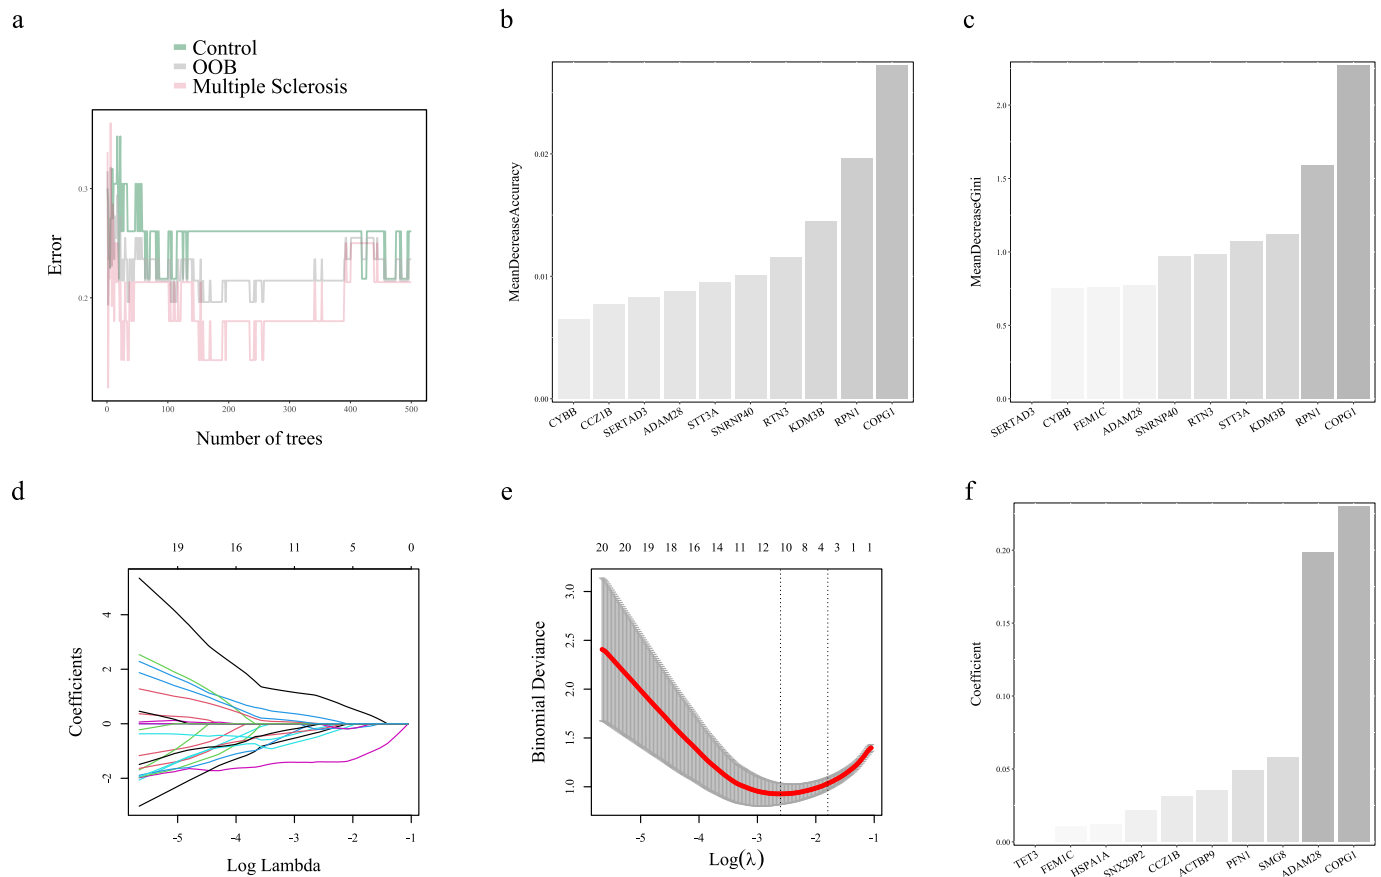 a
Control
OOB
Multiple Sclerosis
Error
0.3
0.2
0
100
200
300
400
500
Number of trees
b
MeanDecreaseAccuracy
0.02
0.01
0.00
CYBB
CCZ1B
SERTAD3
ADAM28
STT3A
SNRNP40
RTN3
KDM3B
RPN1
COPG1
c
MeanDecreaseGini
2.0
1.5
1.0
0.5
0.0
SERTAD3
CYBB
FEM1C
ADAM28
SNRNP40
RTN3
STT3A
KDM3B
RPN1
COPG1
d
19 16 11 5 0
Coefficients
4
2
0
-2
-5 -4 -3 -2 -1
Log Lambda
e
20 20 19 18 16 14 11 12 10 8 4 3 1 1
Binomial Deviance
3.0
2.5
2.0
1.5
1.0
-5 -4 -3 -2 -1
Log(λ)
f
Coefficient
0.20
0.15
0.10
0.05
0.00
TET3
FEM1C
HSPA1A
SNX29P2
CCZ1B
ACTBP9
PFN1
SMG8
ADAM28
COPG1